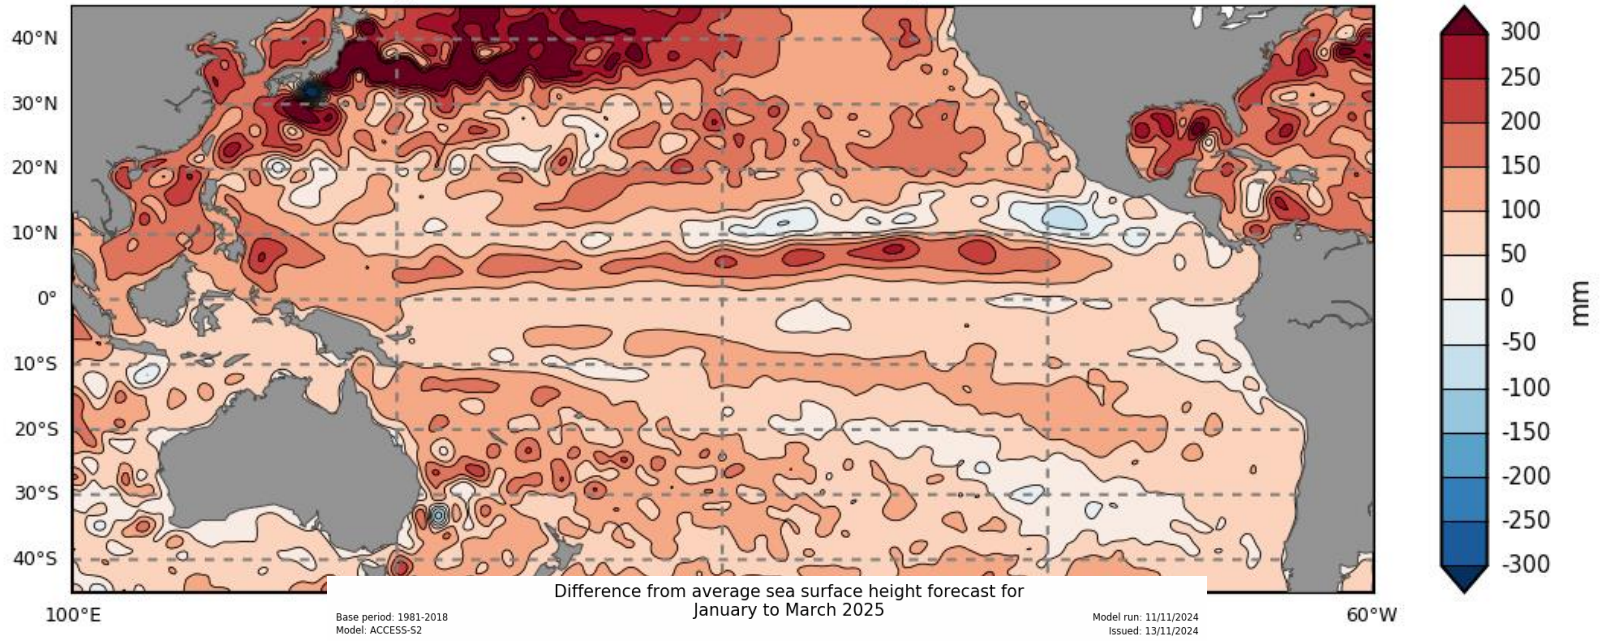 40°N
30°N
20°N
10°N
0°
10°S
20°S
30°S
40°S
100°E
60°W
300
250
200
150
100
50
0
-50
-100
-150
-200
-250
-300
mm
Difference from average sea surface height forecast for
January to March 2025
Base period: 1981-2018
Model: ACCESS-S2
Model run: 11/11/2024
Issued: 13/11/2024